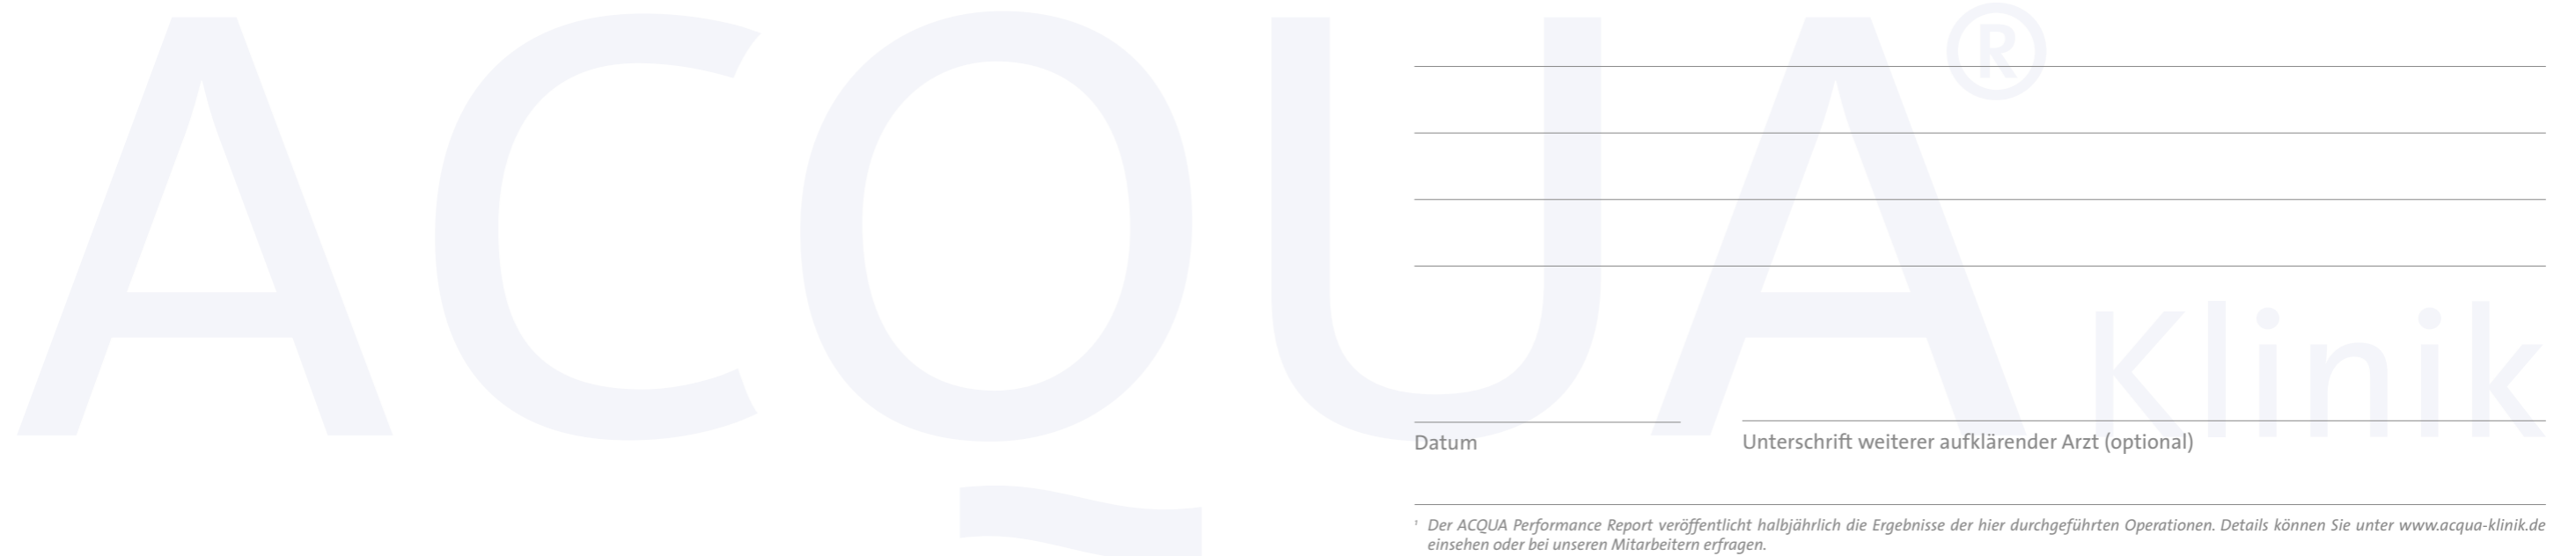 ACQUA®
Klinik
Datum
Unterschrift weiterer aufklärender Arzt (optional)
¹ Der ACQUA Performance Report veröffentlicht halbjährlich die Ergebnisse der hier durchgeführten Operationen. Details können Sie unter www.acqua-klinik.de
einsehen oder bei unseren Mitarbeitern erfragen.